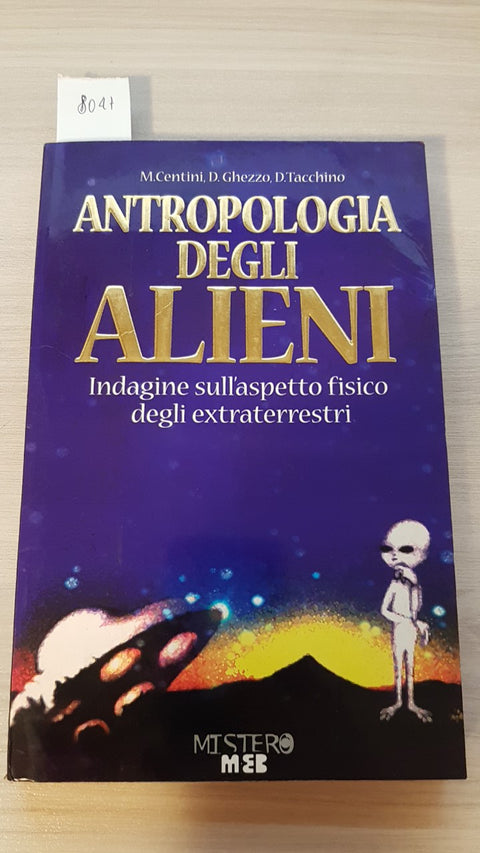 8047
M.Centini, D. Ghezzo, D.Tacchino
ANTROPOLOGIA
DEGLI
ALIENI
Indagine sull'aspetto fisico
degli extraterrestri
MISTERO
MEB